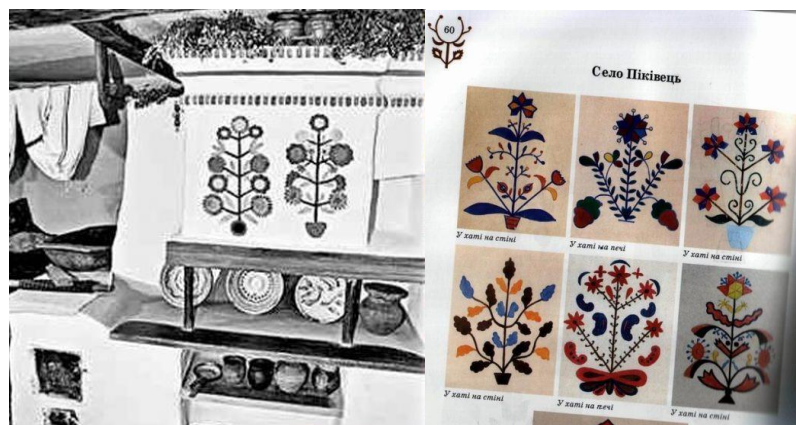 60
Село Піківець
У хаті на стіні
У хаті на печі
У хаті на стіні
У хаті на стіні
У хаті на печі
У хаті на стіні